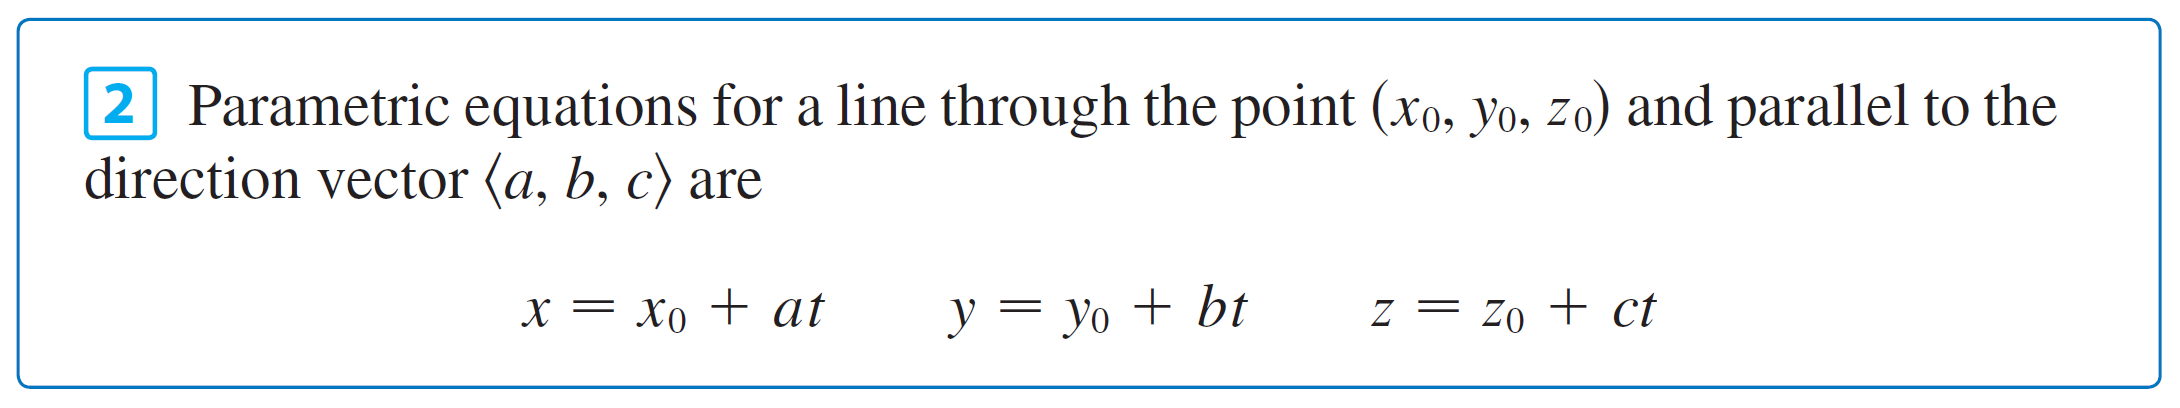 2 Parametric equations for a line through the point (x₀, y₀, z₀) and parallel to the
direction vector ⟨a, b, c⟩ are
x = x₀ + at y = y₀ + bt z = z₀ + ct